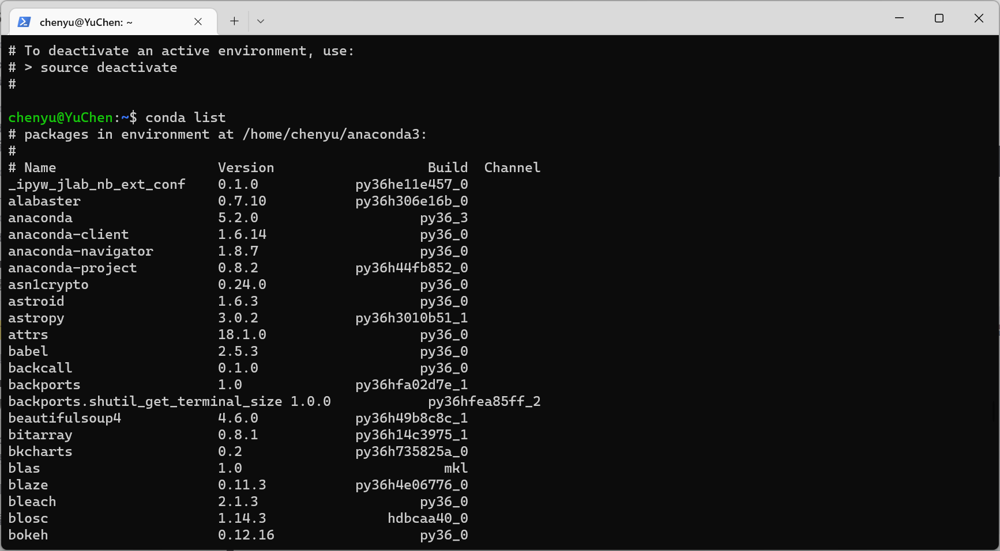 chenyu@YuChen: ~
# To deactivate an active environment, use:
# > source deactivate
#
chenyu@YuChen:~$ conda list
# packages in environment at /home/chenyu/anaconda3:
#
# Name                    Version                   Build  Channel
_ipyw_jlab_nb_ext_conf    0.1.0            py36he11e457_0
alabaster                 0.7.10           py36h306e16b_0
anaconda                  5.2.0                    py36_3
anaconda-client           1.6.14                   py36_0
anaconda-navigator        1.8.7                    py36_0
anaconda-project          0.8.2            py36h44fb852_0
asn1crypto                0.24.0                   py36_0
astroid                   1.6.3                    py36_0
astropy                   3.0.2            py36h3010b51_1
attrs                     18.1.0                   py36_0
babel                     2.5.3                    py36_0
backcall                  0.1.0                    py36_0
backports                 1.0              py36hfa02d7e_1
backports.shutil_get_terminal_size 1.0.0            py36hfea85ff_2
beautifulsoup4            4.6.0            py36h49b8c8c_1
bitarray                  0.8.1            py36h14c3975_1
bkcharts                  0.2              py36h735825a_0
blas                      1.0                         mkl
blaze                     0.11.3           py36h4e06776_0
bleach                    2.1.3                    py36_0
blosc                     1.14.3               hdbcaa40_0
bokeh                     0.12.16                  py36_0